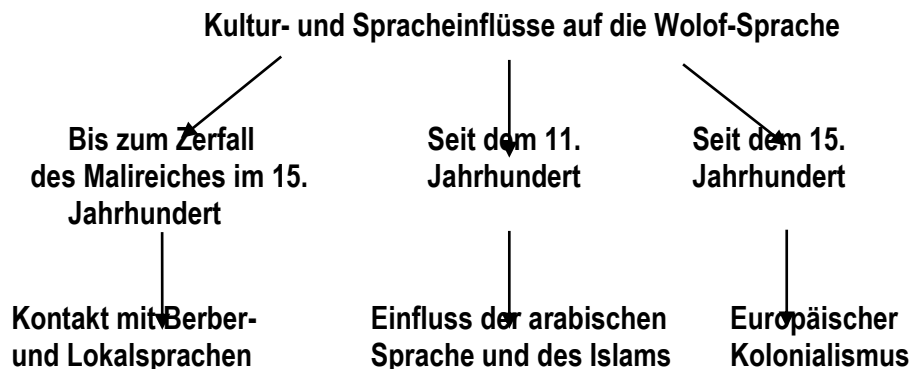 Kultur- und Spracheinflüsse auf die Wolof-Sprache
Bis zum Zerfall
des Malireiches im 15.
Jahrhundert
Seit dem 11.
Jahrhundert
Seit dem 15.
Jahrhundert
Kontakt mit Berber-
und Lokalsprachen
Einfluss der arabischen
Sprache und des Islams
Europäischer
Kolonialismus